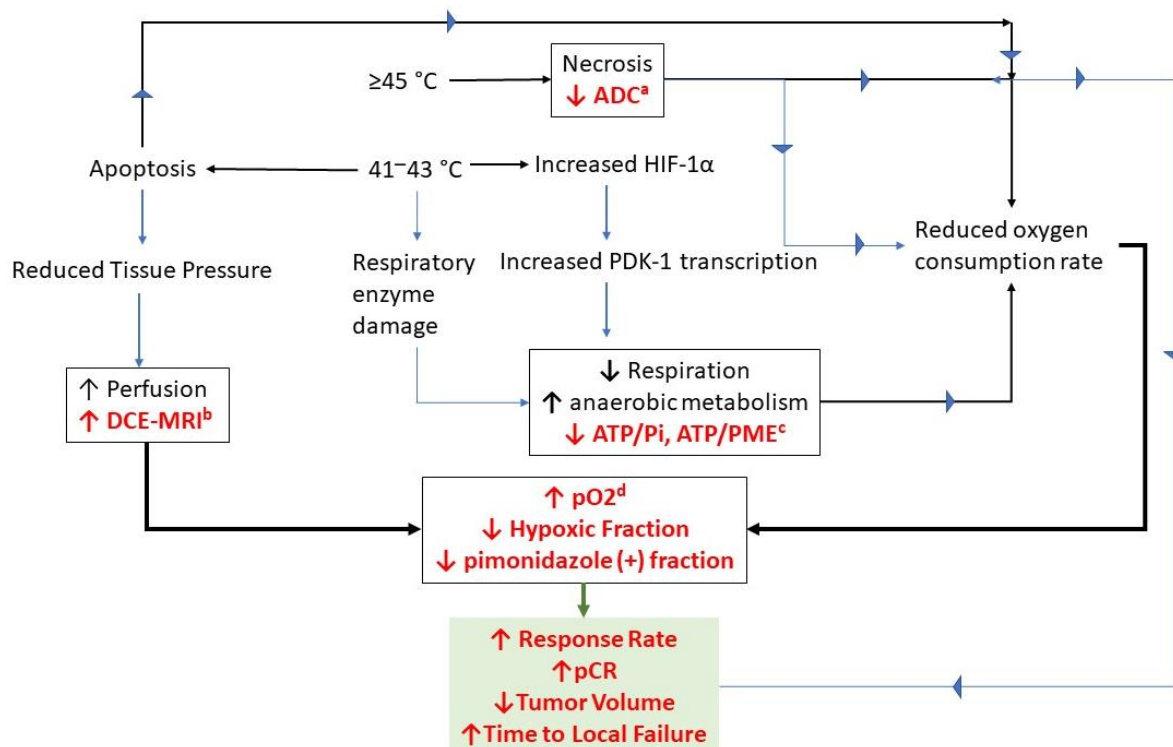 ≥45 °C
Necrosis
↓ ADCᵃ
Apoptosis
41–43 °C
Increased HIF-1α
Reduced Tissue Pressure
Respiratory
enzyme
damage
Increased PDK-1 transcription
Reduced oxygen
consumption rate
↑ Perfusion
↑ DCE-MRIᵇ
↓ Respiration
↑ anaerobic metabolism
↓ ATP/Pi, ATP/PMEᶜ
↑ pO2ᵈ
↓ Hypoxic Fraction
↓ pimonidazole (+) fraction
↑ Response Rate
↑pCR
↓Tumor Volume
↑Time to Local Failure